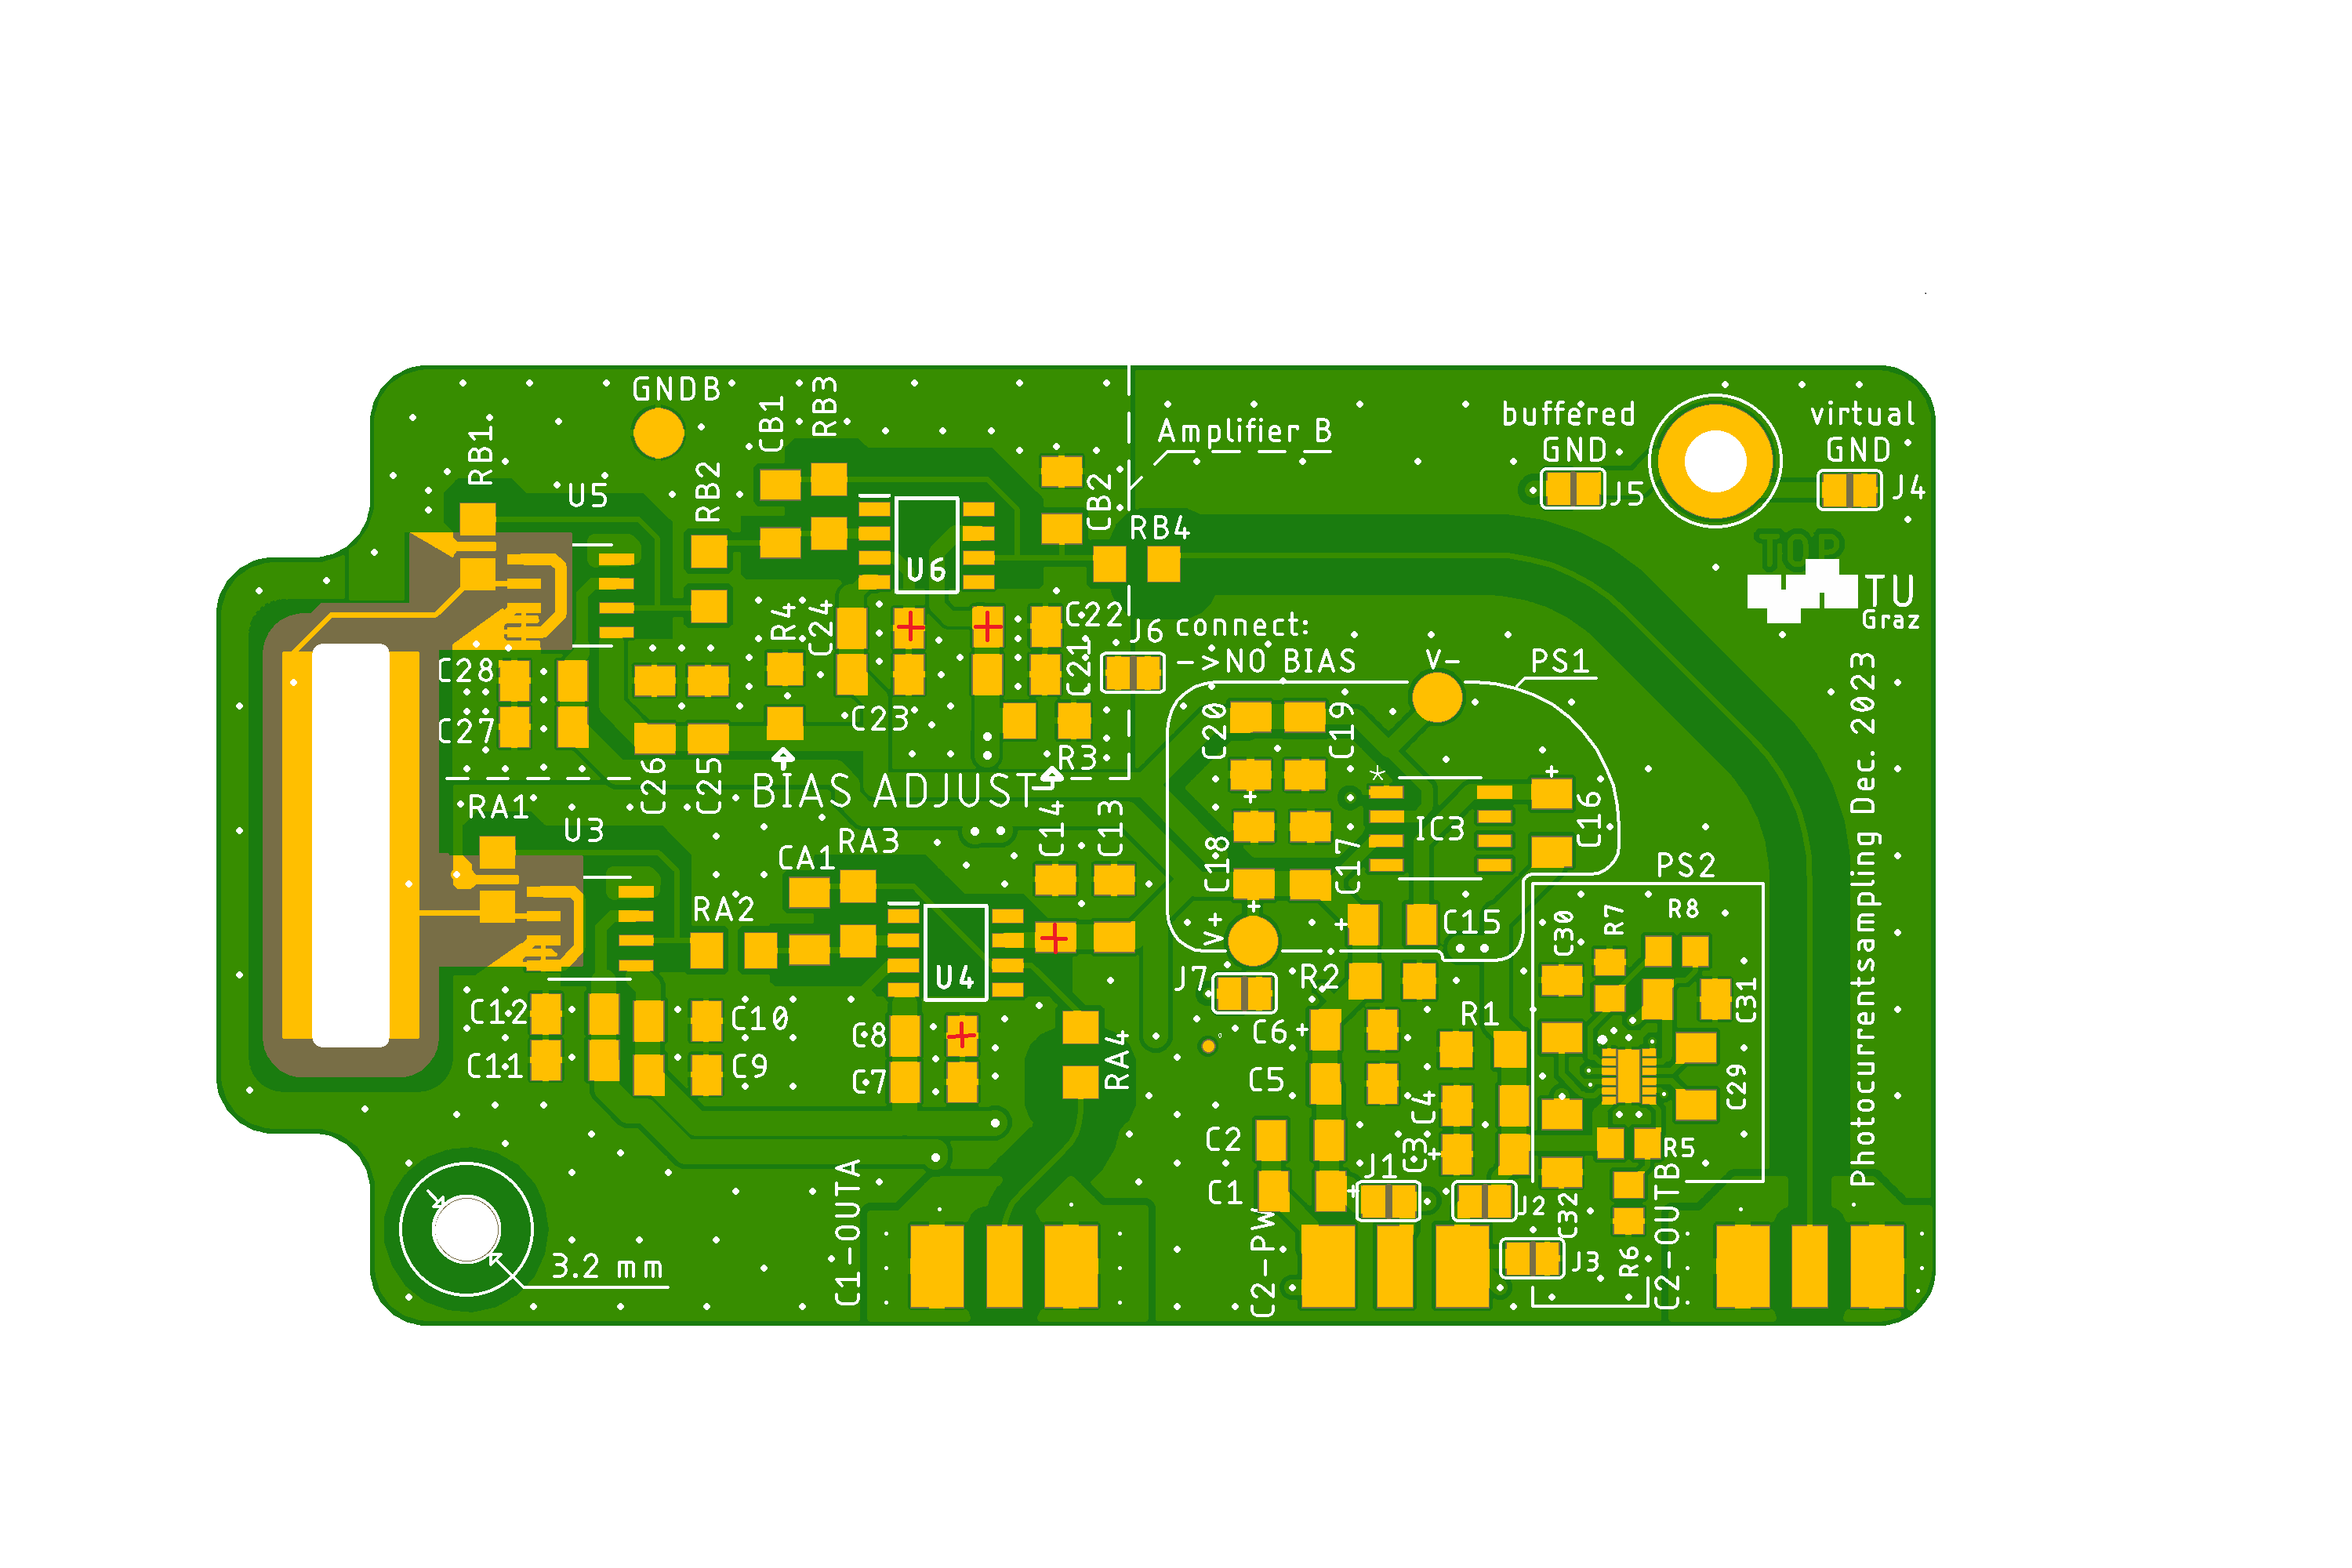 GNDB
CB1
RB3
RB1
Amplifier B
buffered
GND
virtual
GND
U5
RB2
CB2
J5
J4
RB4
TOP
U6
TU
Graz
R4
C24
C22
J6 connect:
->NO BIAS
V-
PS1
C28
C21
C27
C23
C20
C19
R3
C26
C25
BIAS ADJUST
*
+
RA1
U3
C14
C13
C16
IC3
RA3
CA1
C18
C17
PS2
RA2
V+
+
+
C15
C30
R7
R8
U4
J7
R2
C31
C12
C10
C8
C6
+
R1
C11
C9
C7
C5
RA4
C4
C29
C2
C3
+
R5
C1
+
J1
J2
C32
3.2 mm
C1-OUTA
C2-PW
J3
R6
C2-OUTB
Photocurrentsampling Dec. 2023